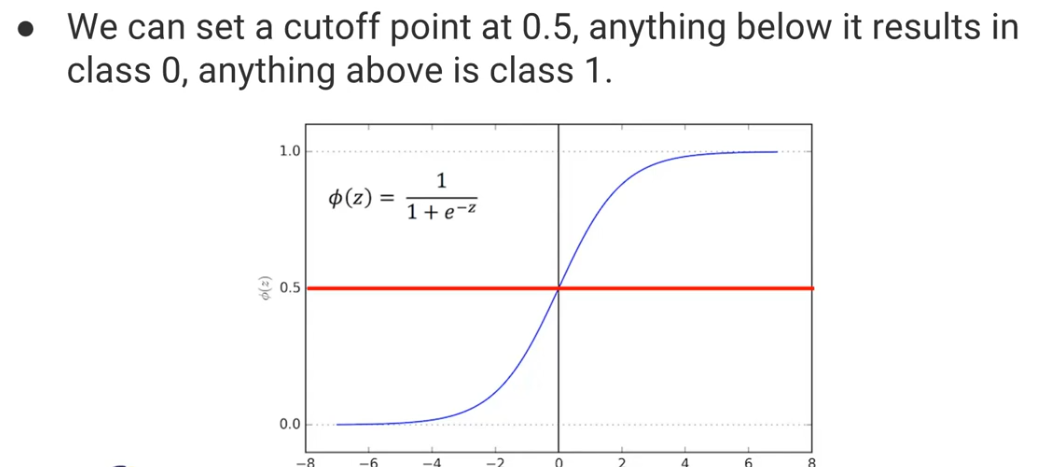 ● We can set a cutoff point at 0.5, anything below it results in
class 0, anything above is class 1.
1.0
ϕ(z) = 1 / (1 + e^−z)
ϕ(z)
0.5
0.0
−8 −6 −4 −2 0 2 4 6 8